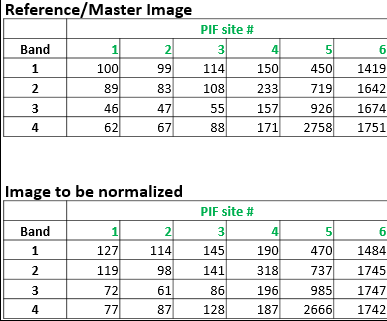 Reference/Master Image
PIF site #
Band 1 2 3 4 5 6
1 100 99 114 150 450 1419
2 89 83 108 233 719 1642
3 46 47 55 157 926 1674
4 62 67 88 171 2758 1751
Image to be normalized
PIF site #
Band 1 2 3 4 5 6
1 127 114 145 190 470 1484
2 119 98 141 318 737 1745
3 72 61 86 196 985 1747
4 77 87 128 187 2666 1742